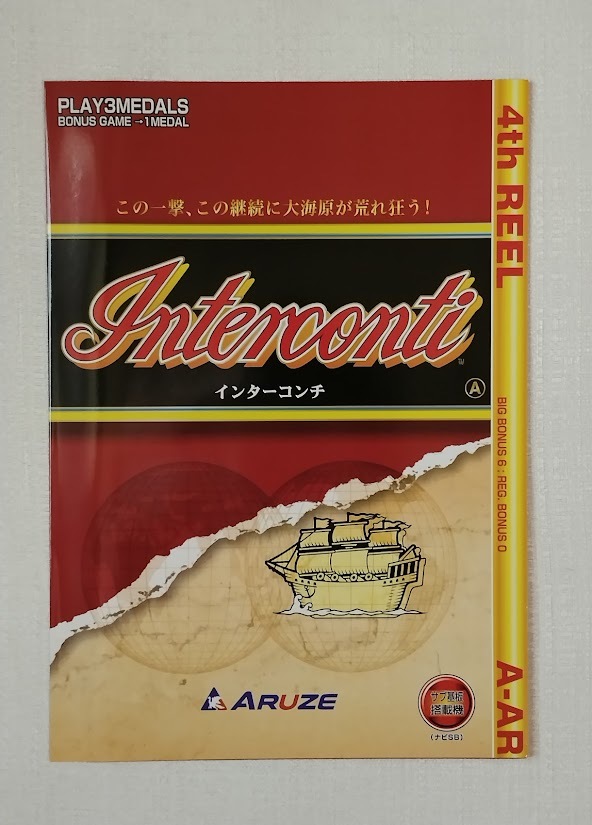 PLAY3MEDALS
BONUS GAME→1MEDAL
この一撃、この継続に大海原が荒れ狂う!
Interconti
TM
インターコンチ
A
ARUZE
サブ基板
搭載機
(ナビSB)
4th REEL
BIG BONUS 6 : REG. BONUS 0
A-AR